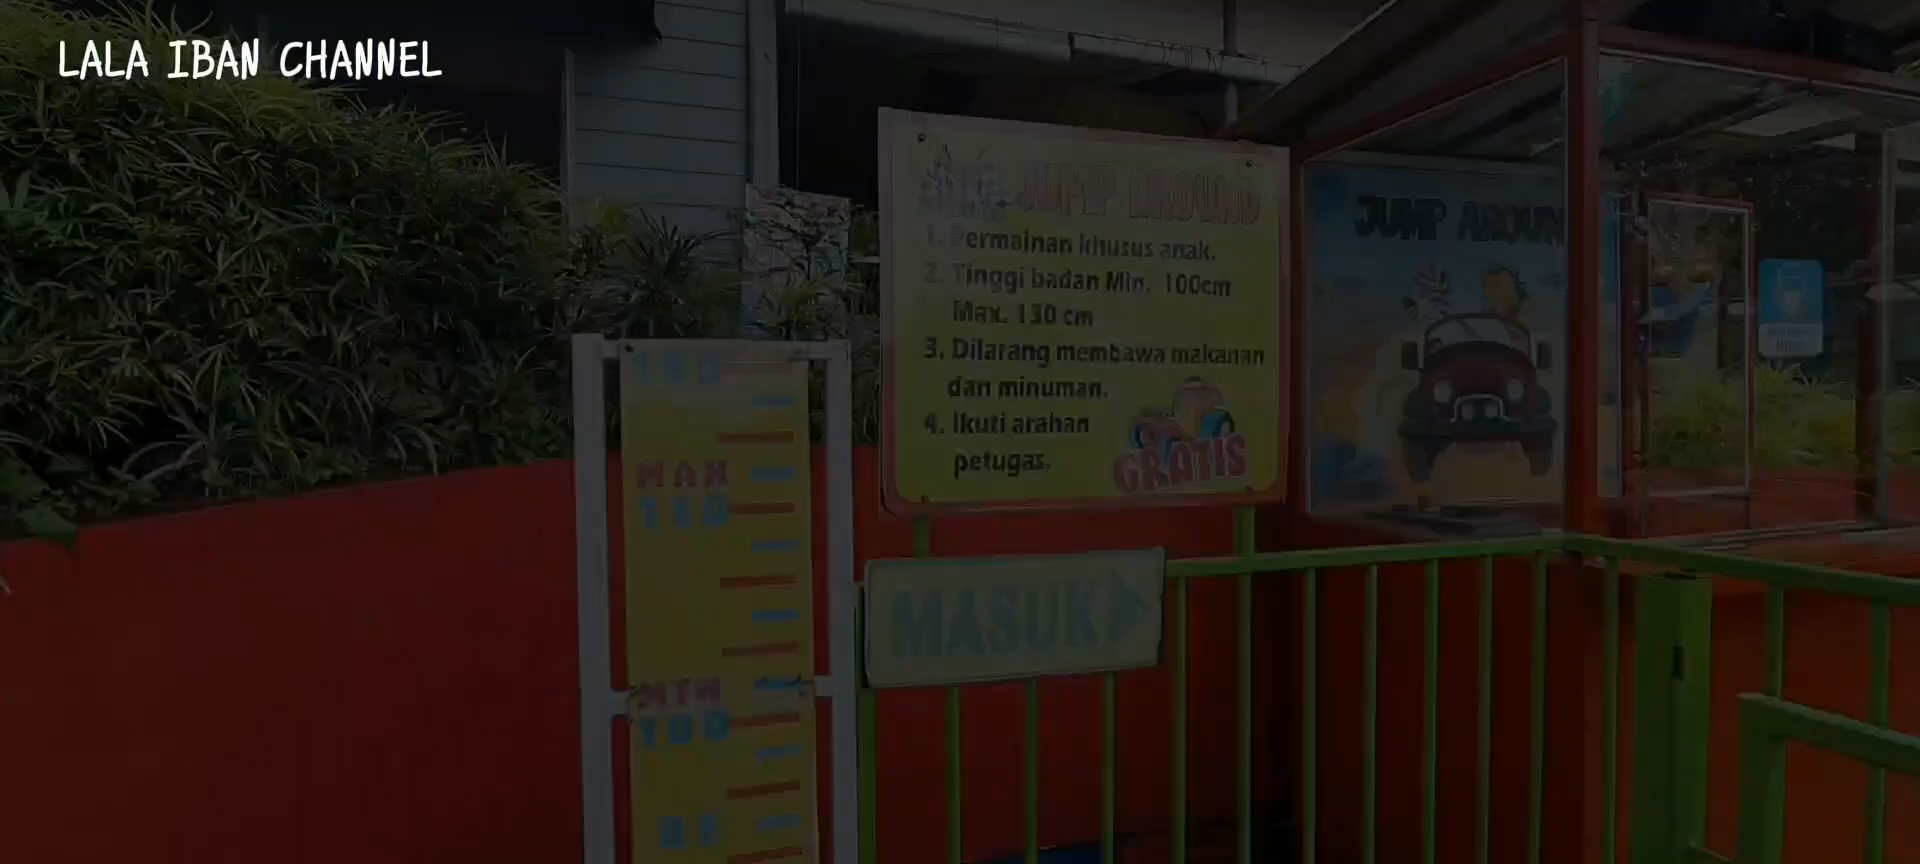 LALA IBAN CHANNEL
JUMP AROUND
1. Permainan khusus anak.
2. Tinggi badan Min. 100cm
Max. 130 cm
3. Dilarang membawa makanan
dan minuman.
4. Ikuti arahan
petugas.
GRATIS
JUMP AROUN
MAX
130
MIN
100
MASUK